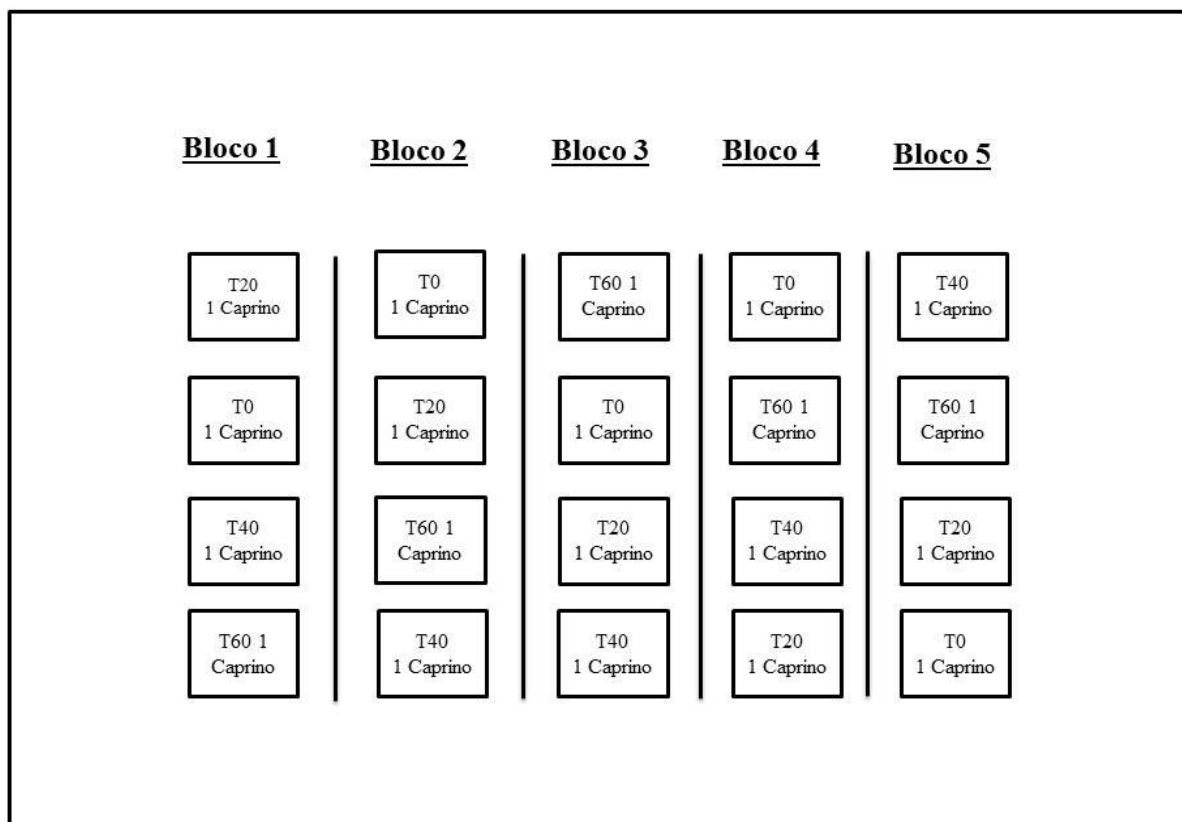 Bloco 1
Bloco 2
Bloco 3
Bloco 4
Bloco 5
T20
1 Caprino
T0
1 Caprino
T60 1
Caprino
T0
1 Caprino
T40
1 Caprino
T0
1 Caprino
T20
1 Caprino
T0
1 Caprino
T60 1
Caprino
T60 1
Caprino
T40
1 Caprino
T60 1
Caprino
T20
1 Caprino
T40
1 Caprino
T20
1 Caprino
T60 1
Caprino
T40
1 Caprino
T40
1 Caprino
T20
1 Caprino
T0
1 Caprino